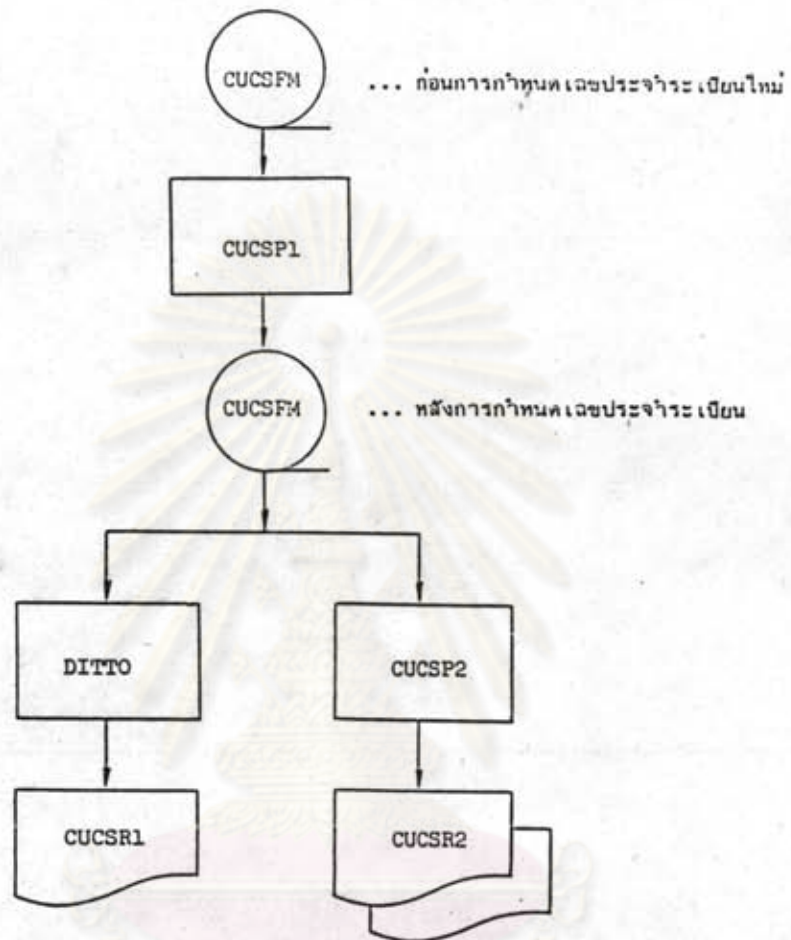 CUCSFM ... ก่อนการกำหนดเลขประจำระเบียนใหม่
CUCSP1
CUCSFM ... หลังการกำหนดเลขประจำระเบียน
DITTO CUCSP2
CUCSR1 CUCSR2